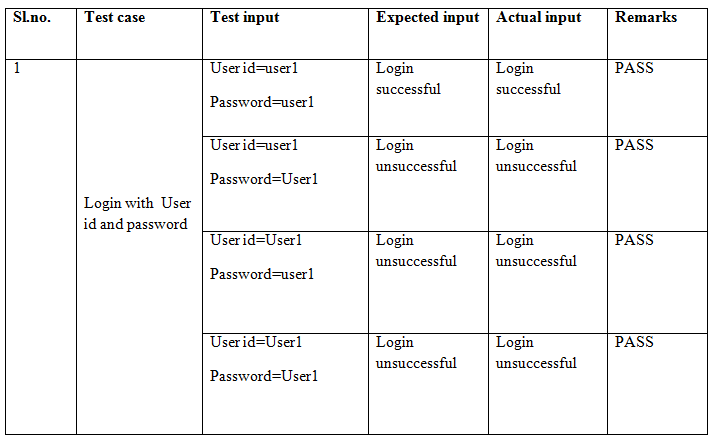 Sl.no. Test case Test input Expected input Actual input Remarks
1
Login with User
id and password
User id=user1
Password=user1
Login
successful
Login
successful
PASS
User id=user1
Password=User1
Login
unsuccessful
Login
unsuccessful
PASS
User id=User1
Password=user1
Login
unsuccessful
Login
unsuccessful
PASS
User id=User1
Password=User1
Login
unsuccessful
Login
unsuccessful
PASS